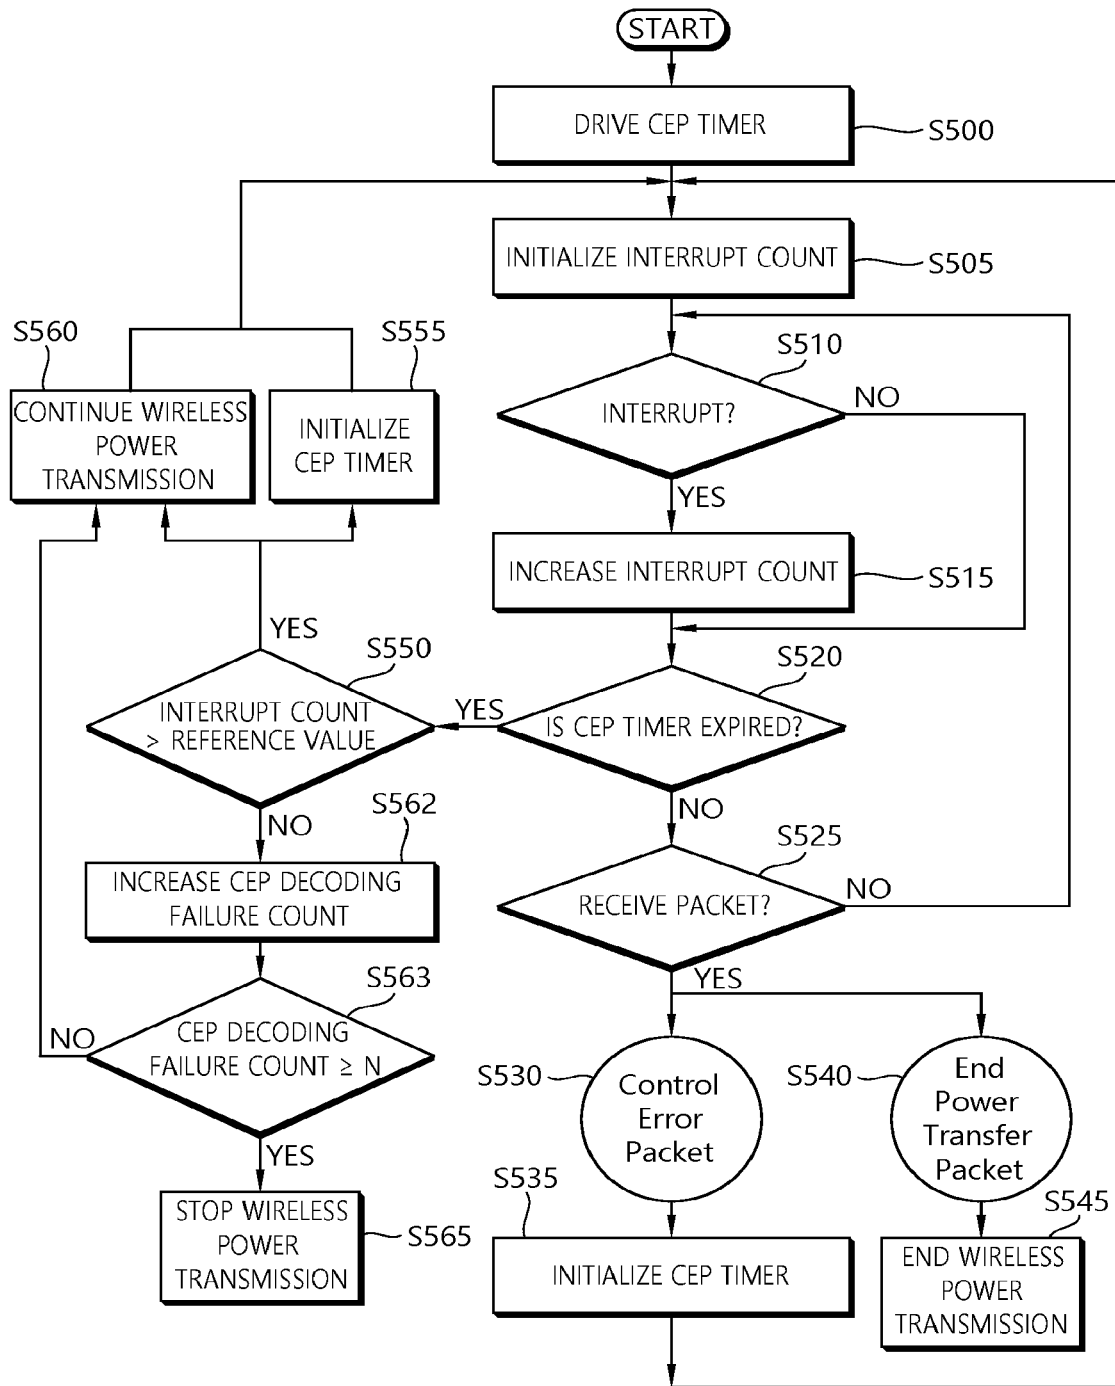 START
DRIVE CEP TIMER
S500
INITIALIZE INTERRUPT COUNT
S505
S560
S555
S510
CONTINUE WIRELESS
POWER
TRANSMISSION
INITIALIZE
CEP TIMER
INTERRUPT?
NO
YES
INCREASE INTERRUPT COUNT
S515
YES
S550
S520
INTERRUPT COUNT
> REFERENCE VALUE
YES
IS CEP TIMER EXPIRED?
NO
S562
NO
S525
INCREASE CEP DECODING
FAILURE COUNT
RECEIVE PACKET?
NO
S563
YES
NO
CEP DECODING
FAILURE COUNT ≥ N
S530
Control
Error
Packet
S540
End
Power
Transfer
Packet
YES
S535
S545
STOP WIRELESS
POWER
TRANSMISSION
S565
INITIALIZE CEP TIMER
END WIRELESS
POWER
TRANSMISSION